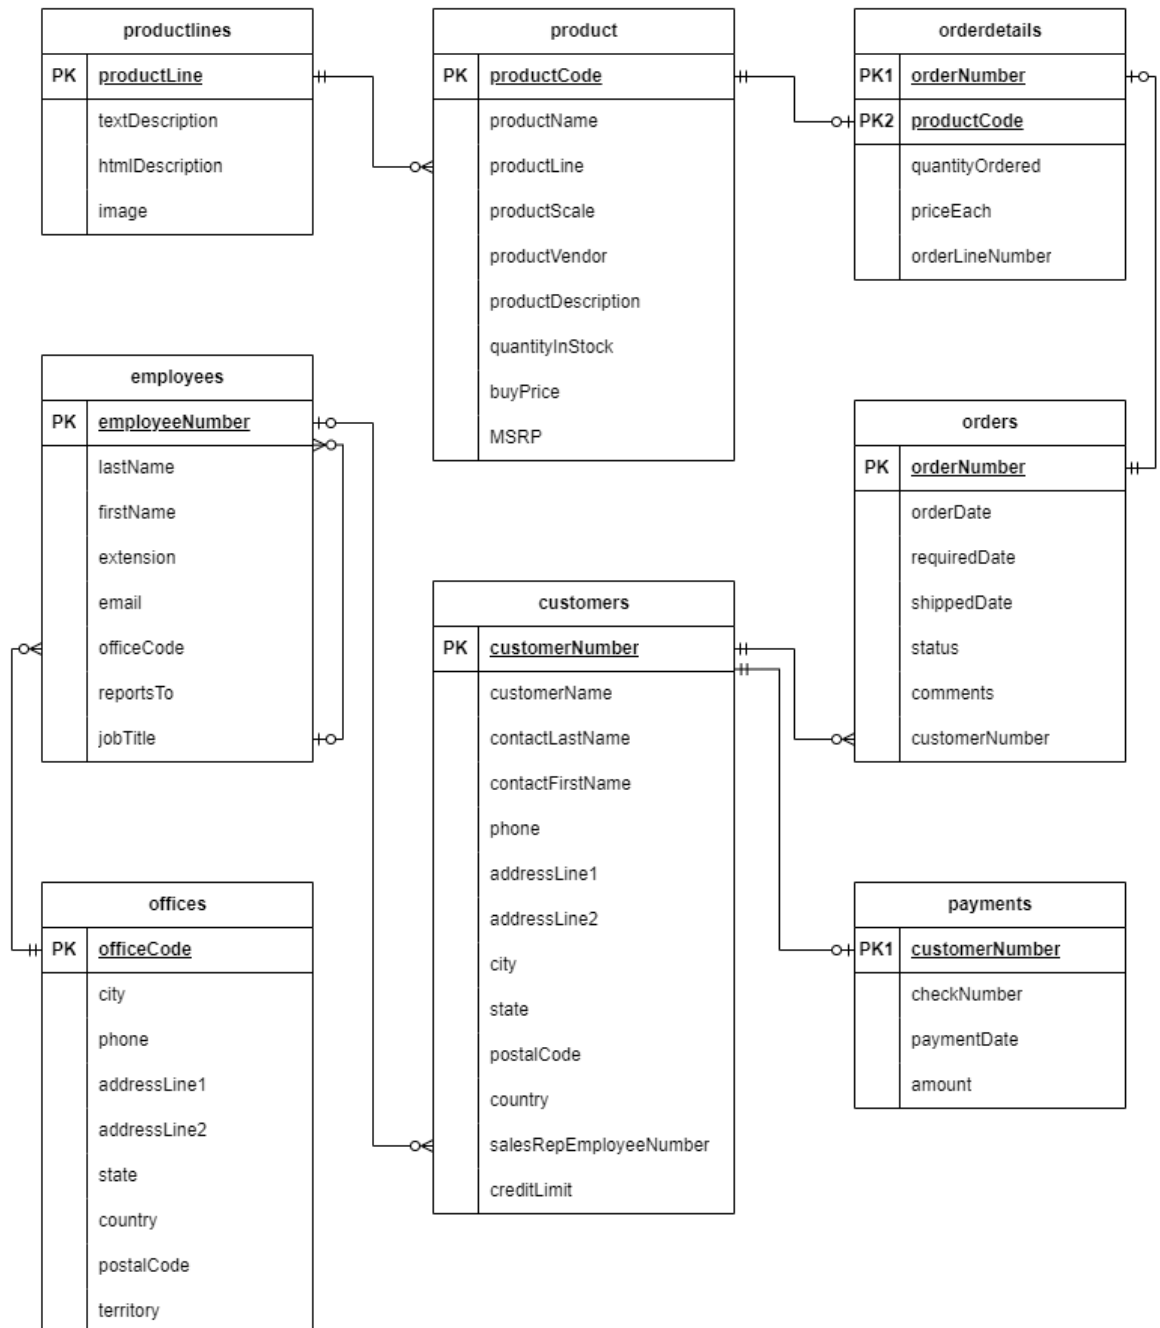 productlines
PK productLine
textDescription
htmlDescription
image
product
PK productCode
productName
productLine
productScale
productVendor
productDescription
quantityInStock
buyPrice
MSRP
orderdetails
PK1 orderNumber
PK2 productCode
quantityOrdered
priceEach
orderLineNumber
employees
PK employeeNumber
lastName
firstName
extension
email
officeCode
reportsTo
jobTitle
orders
PK orderNumber
orderDate
requiredDate
shippedDate
status
comments
customerNumber
customers
PK customerNumber
customerName
contactLastName
contactFirstName
phone
addressLine1
addressLine2
city
state
postalCode
country
salesRepEmployeeNumber
creditLimit
offices
PK officeCode
city
phone
addressLine1
addressLine2
state
country
postalCode
territory
payments
PK1 customerNumber
checkNumber
paymentDate
amount